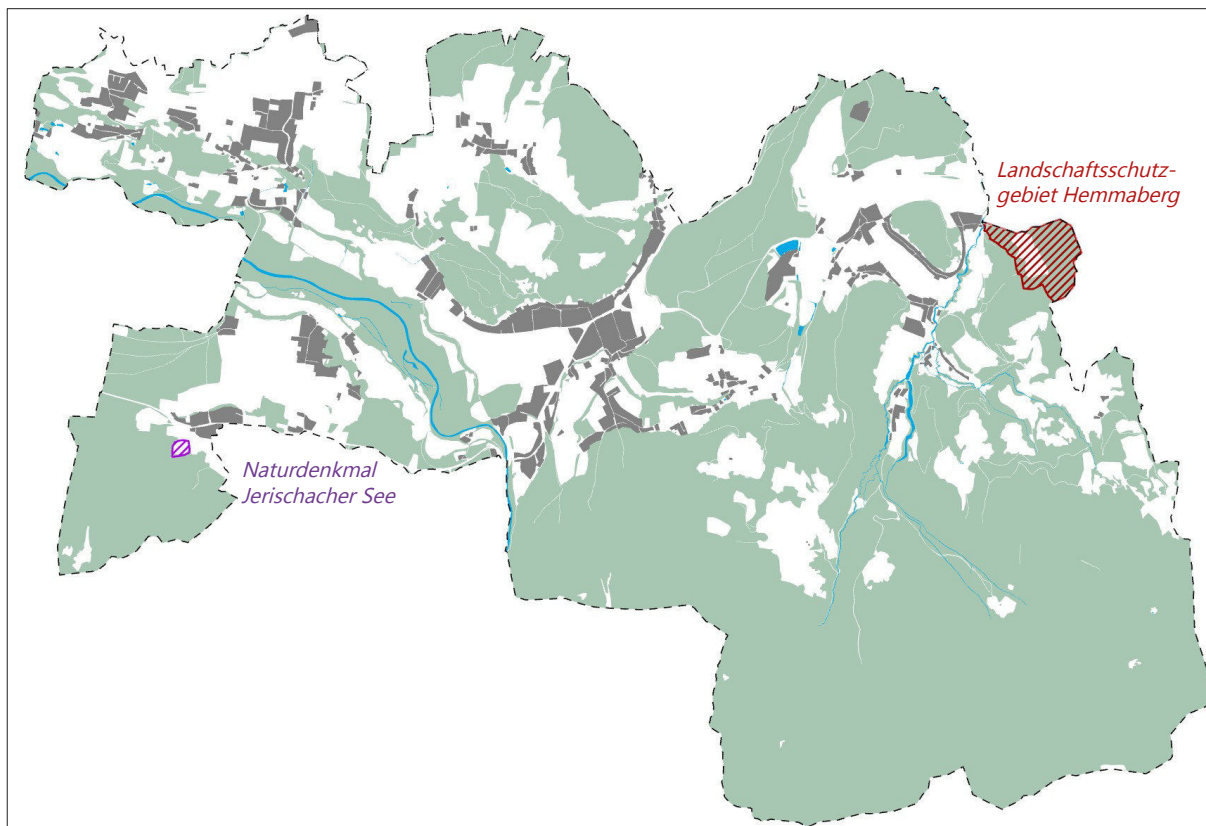 Landschaftsschutz-
gebiet Hemmaberg
Naturdenkmal
Jerischacher See